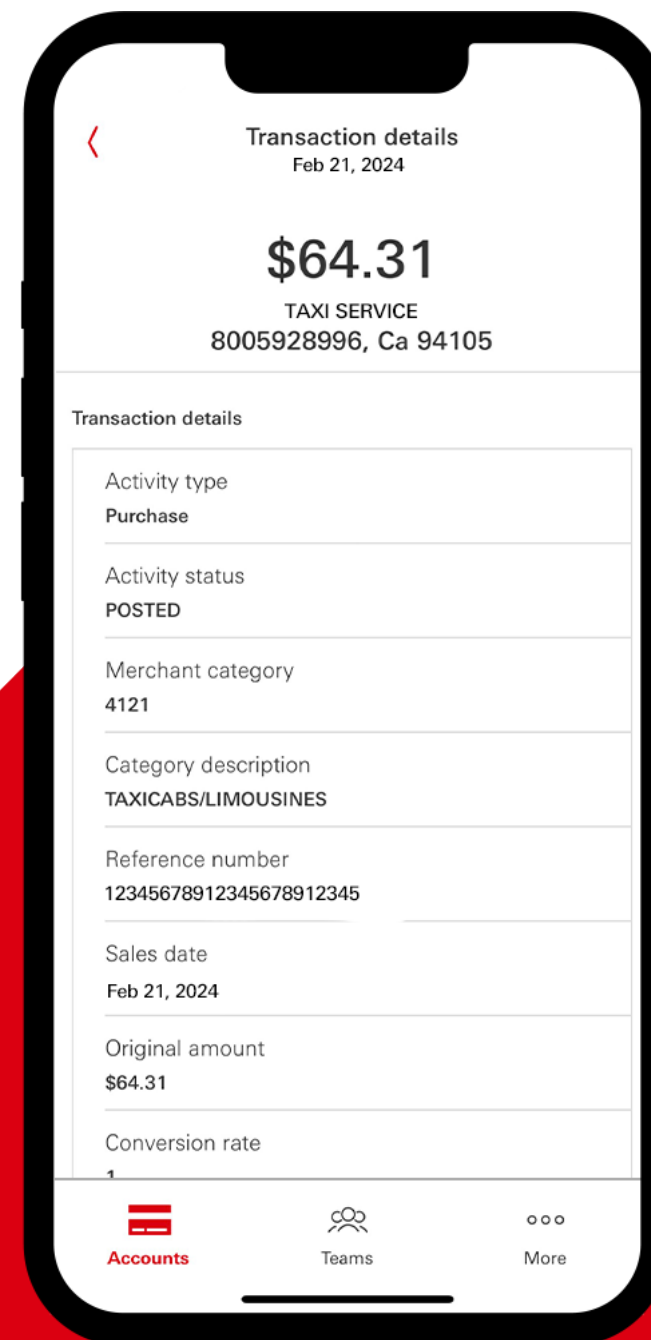 Transaction details
Feb 21, 2024
$64.31
TAXI SERVICE
8005928996, Ca 94105
Transaction details
Activity type
Purchase
Activity status
POSTED
Merchant category
4121
Category description
TAXICABS/LIMOUSINES
Reference number
12345678912345678912345
Sales date
Feb 21, 2024
Original amount
$64.31
Conversion rate
1
Accounts
Teams
More